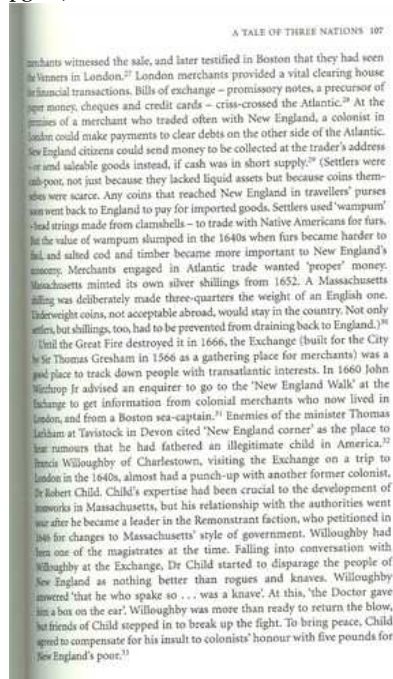 A TALE OF THREE NATIONS 107
merchants witnessed the sale, and later testified in Boston that they had seen
the Venners in London.²⁷ London merchants provided a vital clearing house
for financial transactions. Bills of exchange – promissory notes, a precursor of
paper money, cheques and credit cards – criss-crossed the Atlantic.²⁸ At the
premises of a merchant who traded often with New England, a colonist in
London could make payments to clear debts on the other side of the Atlantic.
New England citizens could send money to be collected at the trader's address
– or send saleable goods instead, if cash was in short supply.²⁹ (Settlers were
cash-poor, not just because they lacked liquid assets but because coins them-
selves were scarce. Any coins that reached New England in travellers' purses
soon went back to England to pay for imported goods. Settlers used 'wampum'
– bead strings made from clamshells – to trade with Native Americans for furs.
But the value of wampum slumped in the 1640s when furs became harder to
find, and salted cod and timber became more important to New England's
economy. Merchants engaged in Atlantic trade wanted 'proper' money.
Massachusetts minted its own silver shillings from 1652. A Massachusetts
shilling was deliberately made three-quarters the weight of an English one.
Underweight coins, not acceptable abroad, would stay in the country. Not only
settlers, but shillings, too, had to be prevented from draining back to England.)³⁰
Until the Great Fire destroyed it in 1666, the Exchange (built for the City
by Sir Thomas Gresham in 1566 as a gathering place for merchants) was a
good place to track down people with transatlantic interests. In 1660 John
Winthrop Jr advised an enquirer to go to the 'New England Walk' at the
Exchange to get information from colonial merchants who now lived in
London, and from a Boston sea-captain.³¹ Enemies of the minister Thomas
Larkham at Tavistock in Devon cited 'New England corner' as the place to
hear rumours that he had fathered an illegitimate child in America.³²
Francis Willoughby of Charlestown, visiting the Exchange on a trip to
London in the 1640s, almost had a punch-up with another former colonist,
Dr Robert Child. Child's expertise had been crucial to the development of
ironworks in Massachusetts, but his relationship with the authorities went
sour after he became a leader in the Remonstrant faction, who petitioned in
1646 for changes to Massachusetts' style of government. Willoughby had
been one of the magistrates at the time. Falling into conversation with
Willoughby at the Exchange, Dr Child started to disparage the people of
New England as nothing better than rogues and knaves. Willoughby
answered 'that he who spake so . . . was a knave'. At this, 'the Doctor gave
him a box on the ear'. Willoughby was more than ready to return the blow,
but friends of Child stepped in to break up the fight. To bring peace, Child
agreed to compensate for his insult to colonists' honour with five pounds for
New England's poor.³³